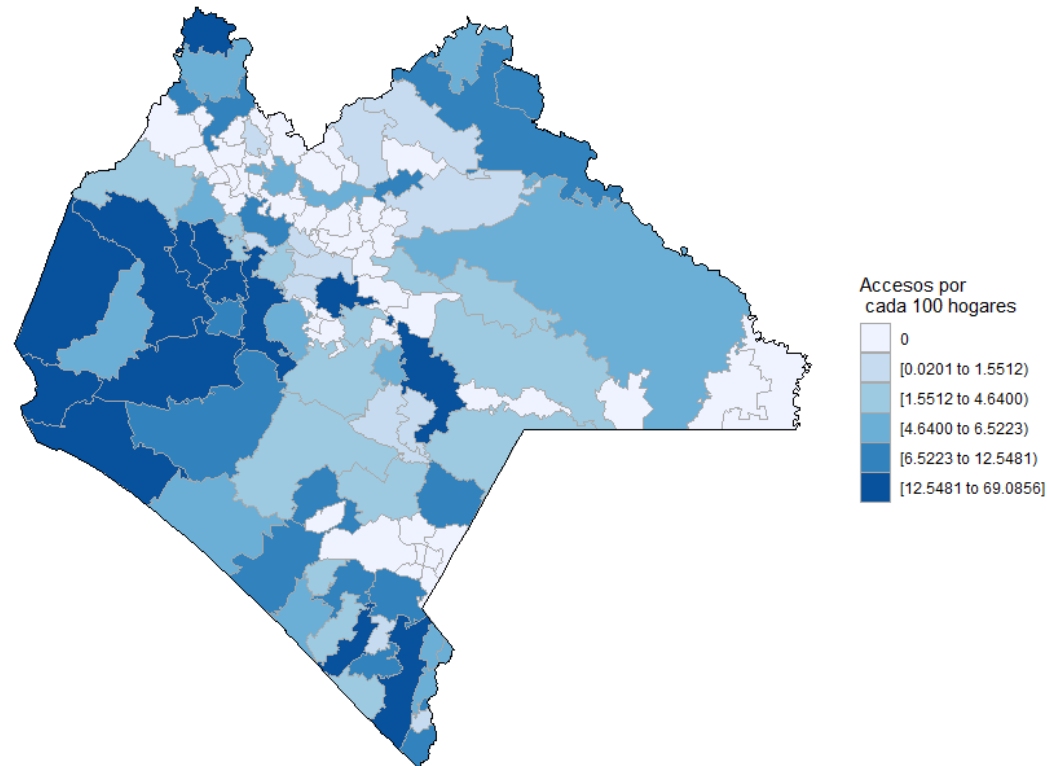 Accesos por
cada 100 hogares
0
[0.0201 to 1.5512)
[1.5512 to 4.6400)
[4.6400 to 6.5223)
[6.5223 to 12.5481)
[12.5481 to 69.0856]